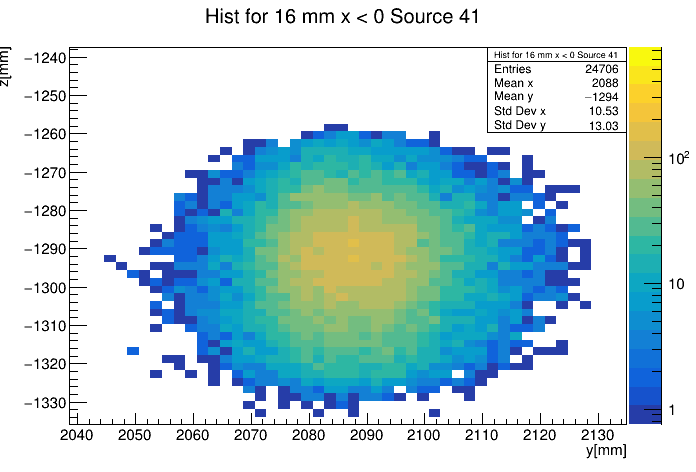 Hist for 16 mm x < 0 Source 41
z[mm]
Hist for 16 mm x < 0 Source 41
Entries 24706
Mean x 2088
Mean y −1294
Std Dev x 10.53
Std Dev y 13.03
−1240
−1250
−1260
−1270
−1280
−1290
−1300
−1310
−1320
−1330
10²
10
1
2040 2050 2060 2070 2080 2090 2100 2110 2120 2130
y[mm]